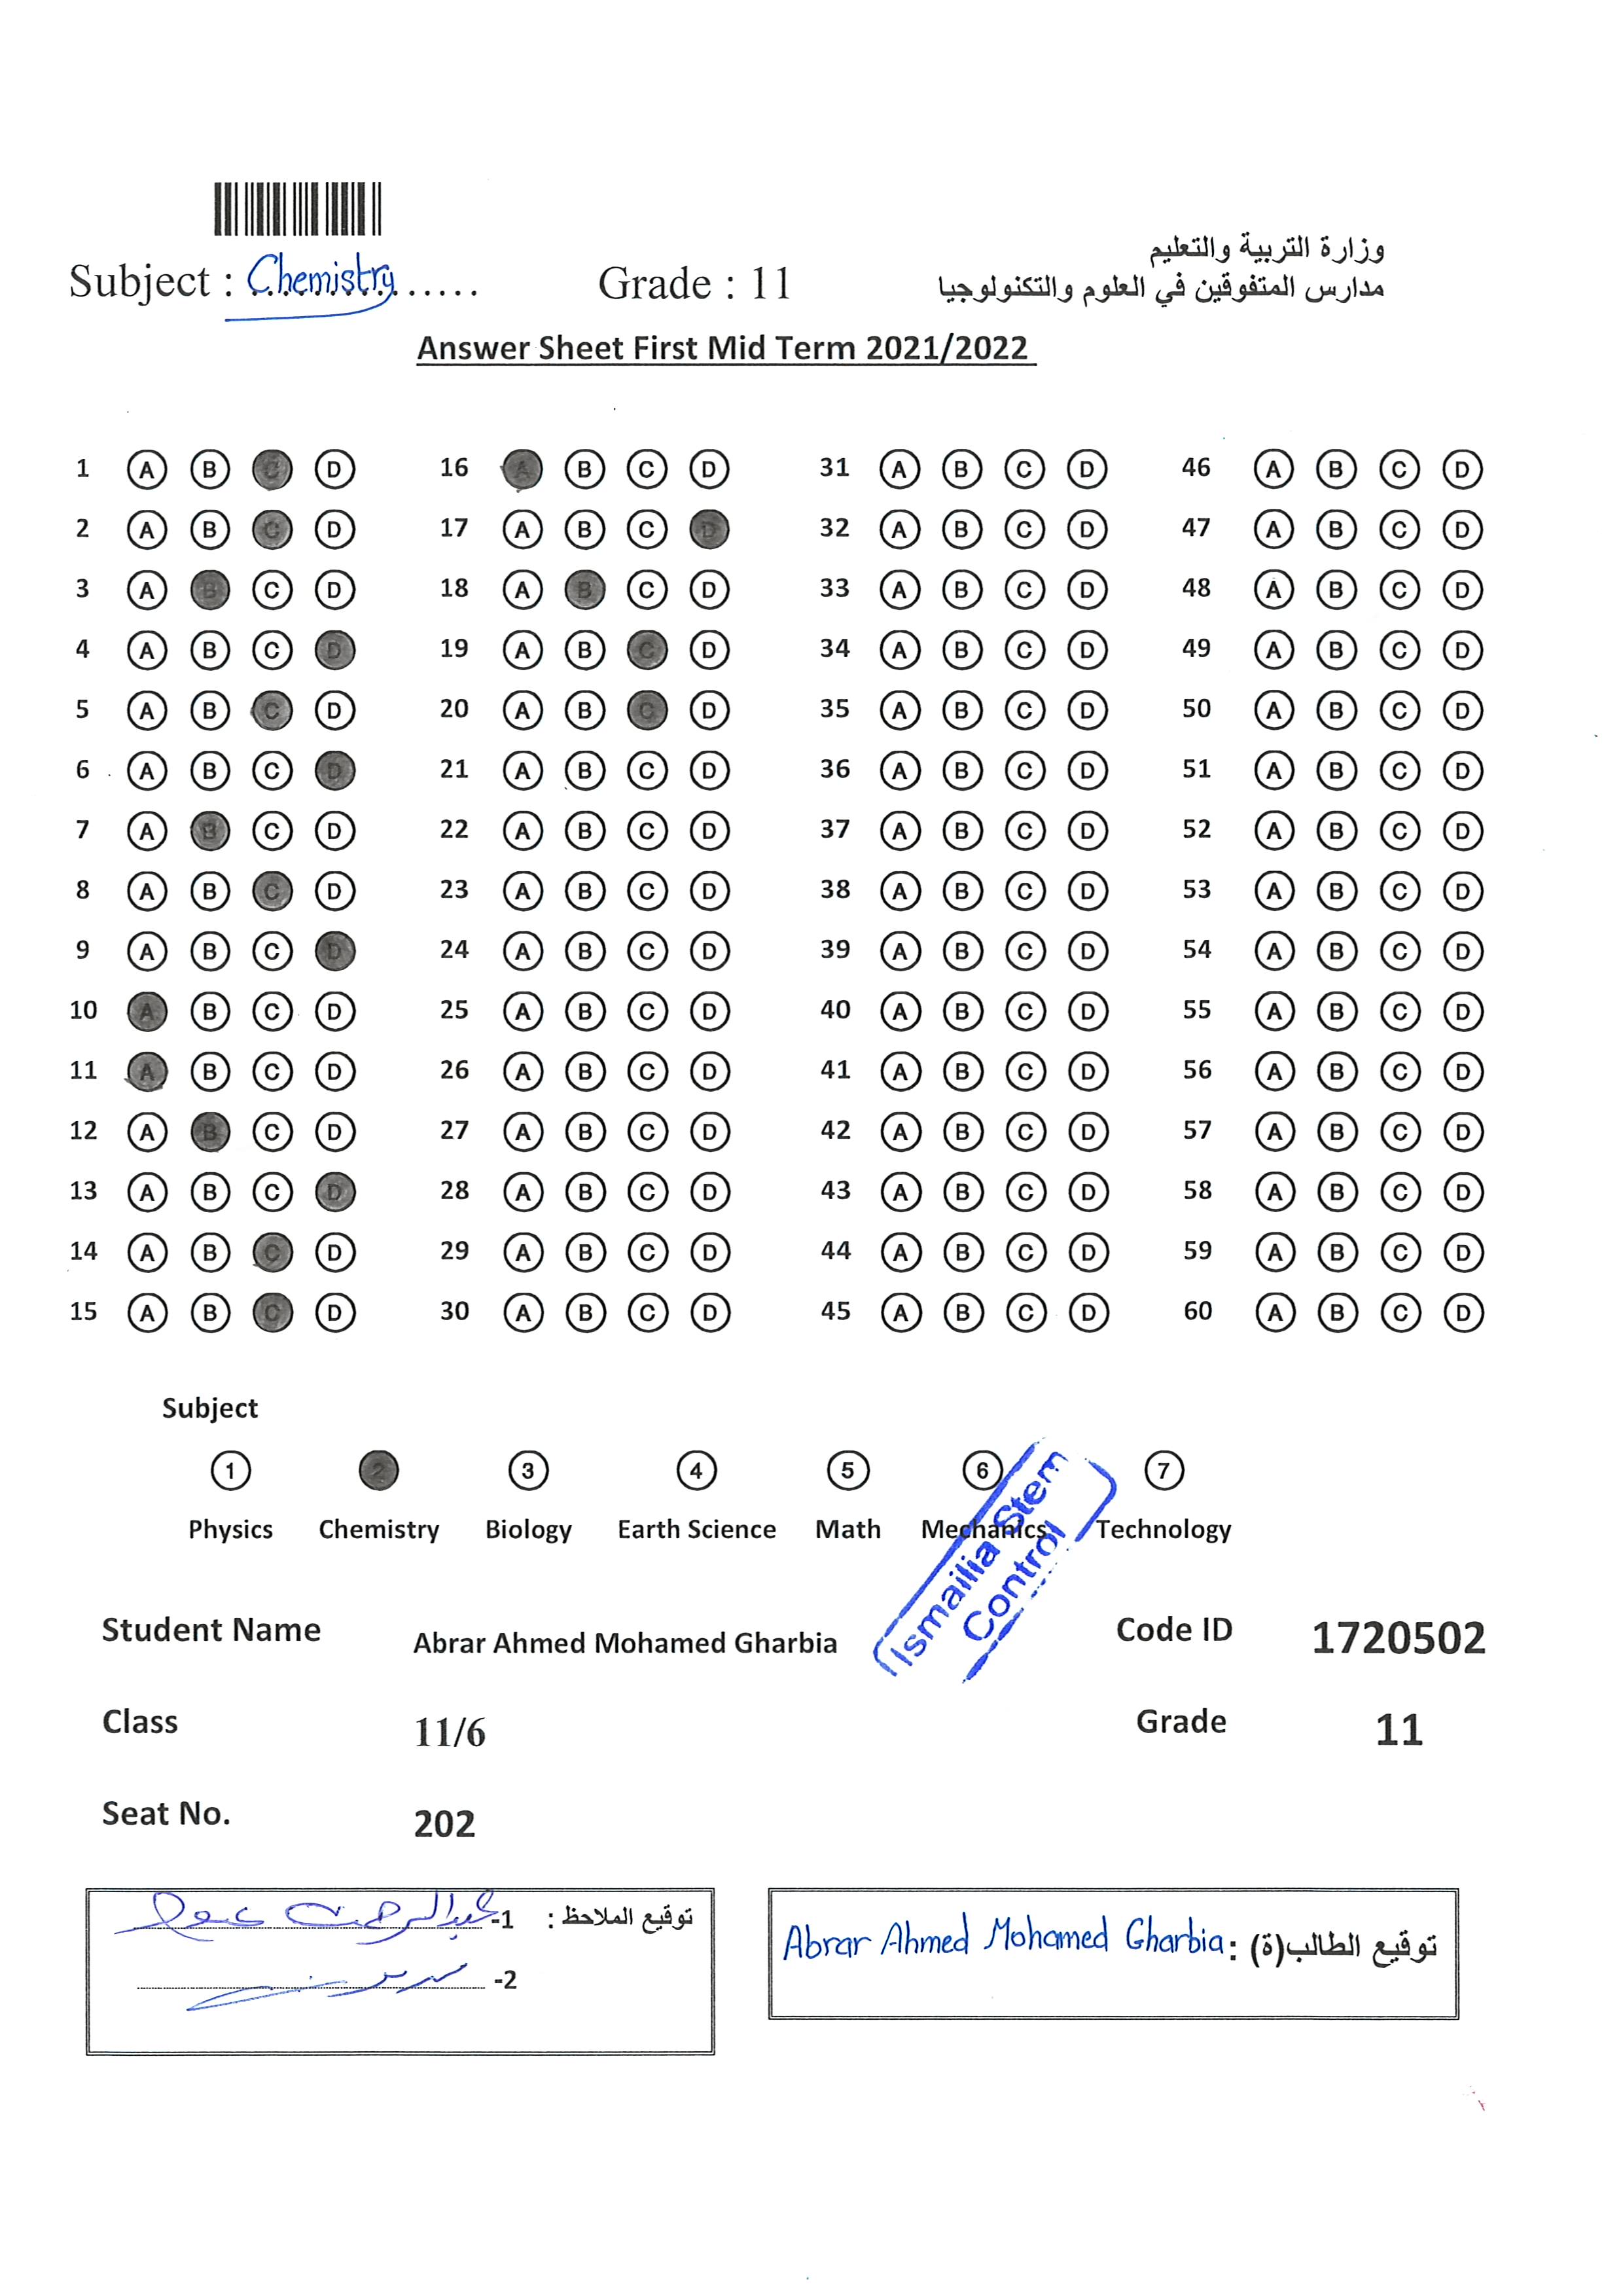 وزارة التربية والتعليم
Subject : Chemistry Grade : 11 مدارس المتفوقين في العلوم والتكنولوجيا
Answer Sheet First Mid Term 2021/2022
1 A B C D 16 A B C D 31 A B C D 46 A B C D
2 A B C D 17 A B C D 32 A B C D 47 A B C D
3 A B C D 18 A B C D 33 A B C D 48 A B C D
4 A B C D 19 A B C D 34 A B C D 49 A B C D
5 A B C D 20 A B C D 35 A B C D 50 A B C D
6 A B C D 21 A B C D 36 A B C D 51 A B C D
7 A B C D 22 A B C D 37 A B C D 52 A B C D
8 A B C D 23 A B C D 38 A B C D 53 A B C D
9 A B C D 24 A B C D 39 A B C D 54 A B C D
10 A B C D 25 A B C D 40 A B C D 55 A B C D
11 A B C D 26 A B C D 41 A B C D 56 A B C D
12 A B C D 27 A B C D 42 A B C D 57 A B C D
13 A B C D 28 A B C D 43 A B C D 58 A B C D
14 A B C D 29 A B C D 44 A B C D 59 A B C D
15 A B C D 30 A B C D 45 A B C D 60 A B C D
Subject
1 2 3 4 5 6 7
Physics Chemistry Biology Earth Science Math Mechanics Technology
Ismailia Stem
Control
Student Name Abrar Ahmed Mohamed Gharbia Code ID 1720502
Class 11/6 Grade 11
Seat No. 202
توقيع الملاحظ : 1-
2-
توقيع الطالب(ة) : Abrar Ahmed Mohamed Gharbia